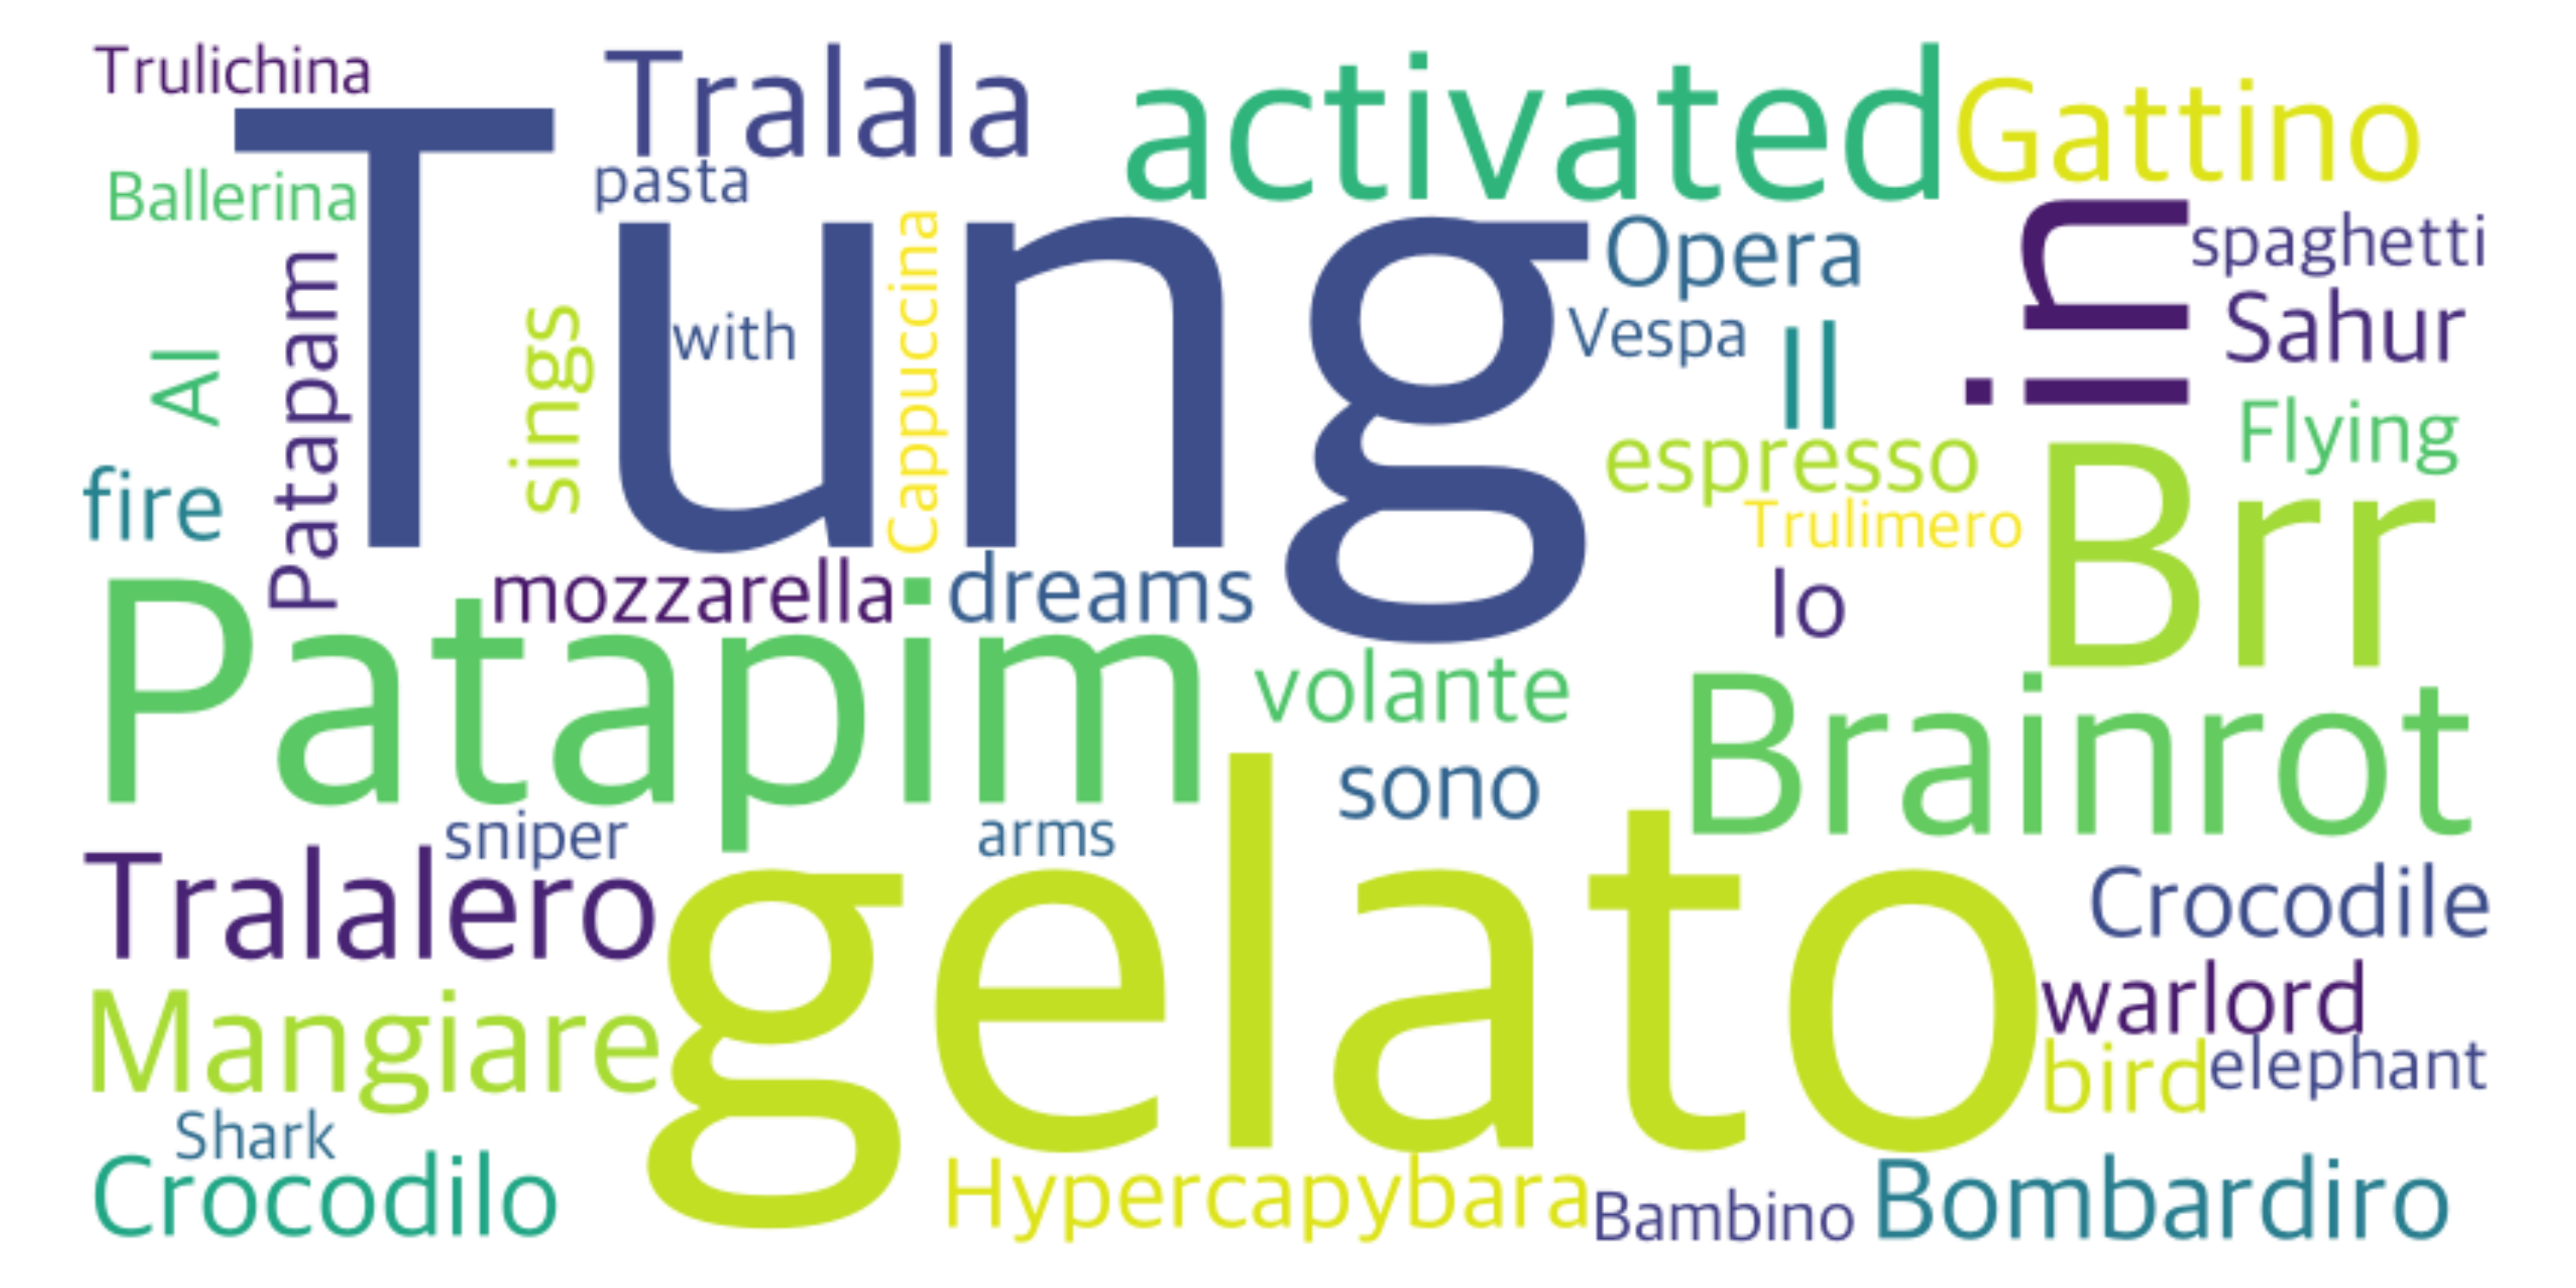 Trulichina
Tralala
activated
Gattino
Ballerina
pasta
Tung
Cappuccina
Opera
in
spaghetti
Patapam
sings
with
Vespa
Il
Sahur
AI
Flying
fire
espresso
Trulimero
Brr
mozzarella
dreams
Io
Patapim
volante
Brainrot
sono
sniper
arms
Tralalero
gelato
Crocodile
warlord
Mangiare
bird
elephant
Shark
Crocodilo
Hypercapybara
Bambino
Bombardiro